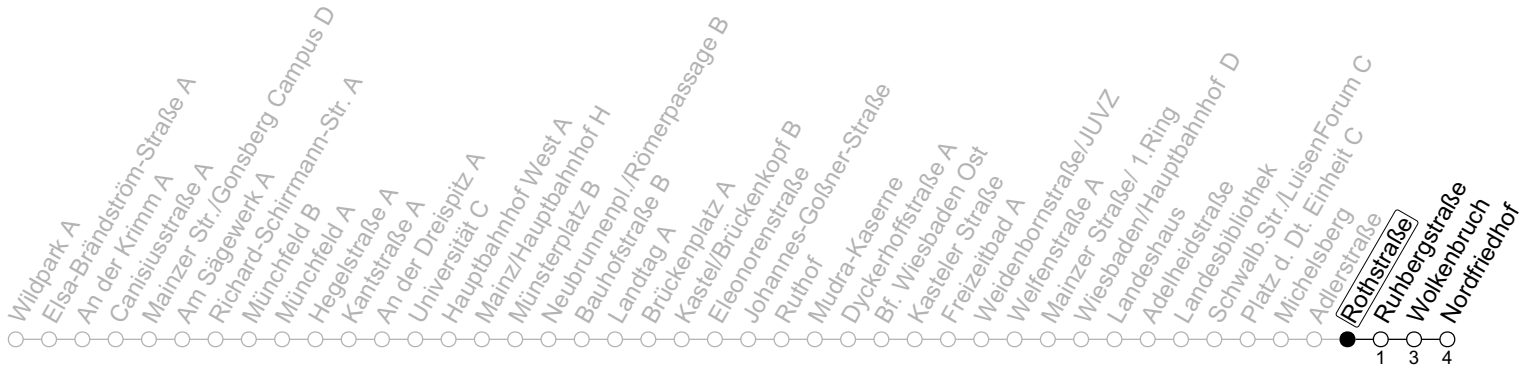 Wildpark A
Elsa-Brändström-Straße A
An der Krimm A
Canisiusstraße A
Mainzer Str./Gonsberg Campus D
Am Sägewerk A
Richard-Schirrmann-Str. A
Münchfeld B
Münchfeld A
Hegelstraße A
Kantstraße A
An der Dreispitz A
Universität C
Hauptbahnhof West A
Mainz/Hauptbahnhof H
Münsterplatz B
Neubrunnenpl./Römerpassage B
Bauhofstraße B
Landtag A
Brückenplatz A
Kastel/Brückenkopf B
Eleonorenstraße
Johannes-Goßner-Straße
Ruthof
Mudra-Kaserne
Dyckerhoffstraße A
Bf. Wiesbaden Ost
Kasteler Straße
Freizeitbad A
Weidenbornstraße/JUVZ
Welfenstraße A
Mainzer Straße/ 1.Ring
Wiesbaden/Hauptbahnhof D
Landeshaus
Adelheidstraße
Landesbibliothek
Schwalb.Str./LuisenForum C
Platz d. Dt. Einheit C
Michelsberg
Adlerstraße
Rothstraße
Ruhbergstraße
Wolkenbruch
Nordfriedhof
1 3 4